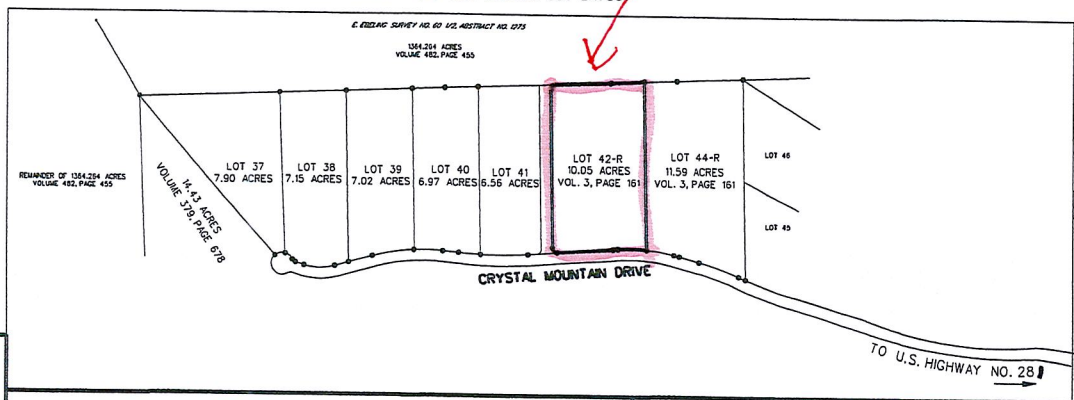 E. EBELING SURVEY NO. 60 1/2, ABSTRACT NO. 1275
1364.264 ACRES
VOLUME 482, PAGE 455
REMAINDER OF 1364.264 ACRES
VOLUME 482, PAGE 455
14.43 ACRES
VOLUME 379, PAGE 678
LOT 37
7.90 ACRES
LOT 38
7.15 ACRES
LOT 39
7.02 ACRES
LOT 40
6.97 ACRES
LOT 41
6.56 ACRES
LOT 42-R
10.05 ACRES
VOL. 3, PAGE 161
LOT 44-R
11.59 ACRES
VOL. 3, PAGE 161
LOT 46
LOT 45
CRYSTAL MOUNTAIN DRIVE
TO U.S. HIGHWAY NO. 281